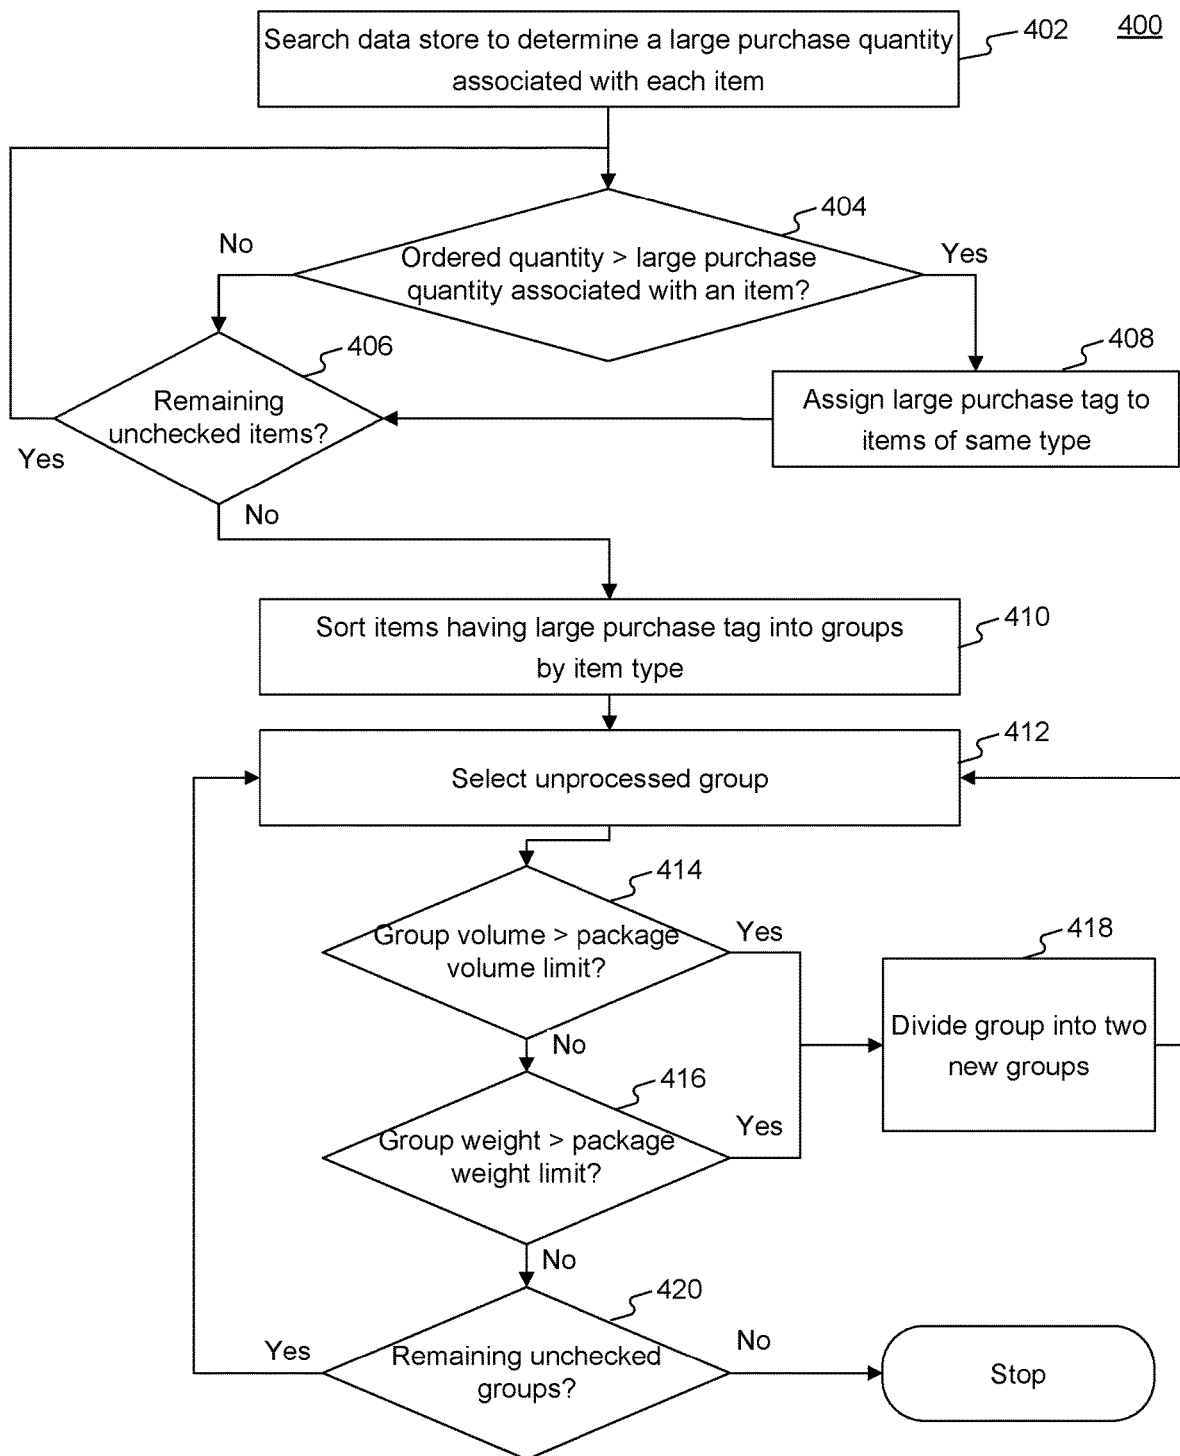 400
Search data store to determine a large purchase quantity
associated with each item
402
404
No
Ordered quantity > large purchase
quantity associated with an item?
Yes
406
408
Remaining
unchecked items?
Assign large purchase tag to
items of same type
Yes
No
Sort items having large purchase tag into groups
by item type
410
412
Select unprocessed group
414
Group volume > package
volume limit?
Yes
418
No
Divide group into two
new groups
416
Group weight > package
weight limit?
Yes
No
420
Yes
Remaining unchecked
groups?
No
Stop